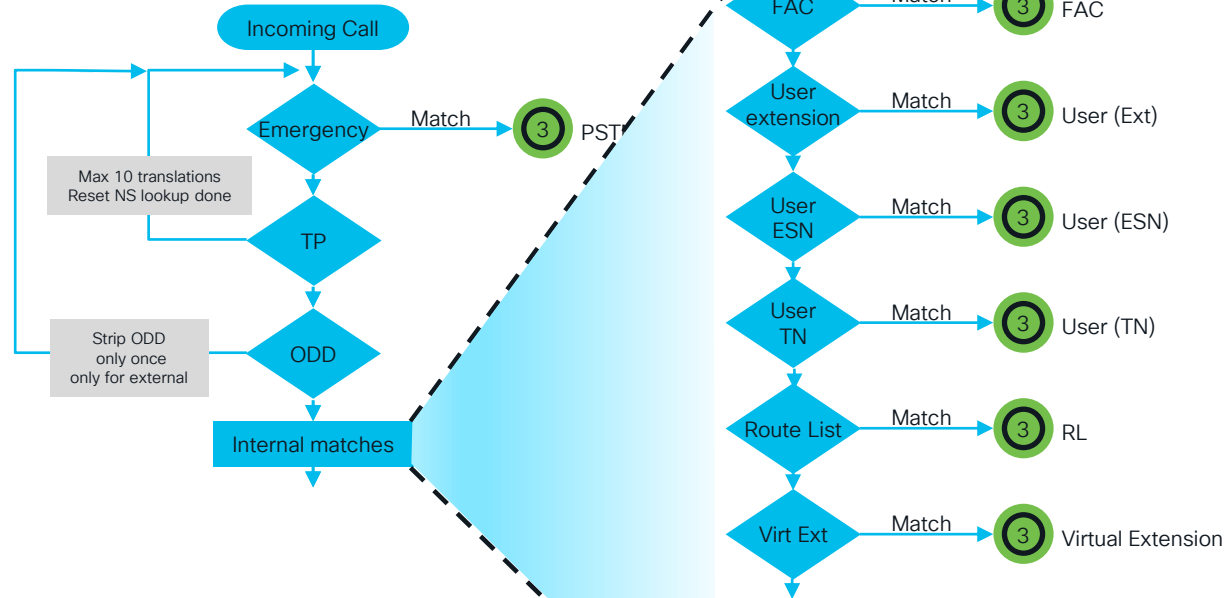 Incoming Call
Emergency
Match
3
Max 10 translations
Reset NS lookup done
TP
Strip ODD
only once
only for external
ODD
Internal matches
FAC
Match
3
FAC
User
extension
Match
3
User (Ext)
User
ESN
Match
3
User (ESN)
User
TN
Match
3
User (TN)
Route List
Match
3
RL
Virt Ext
Match
3
Virtual Extension